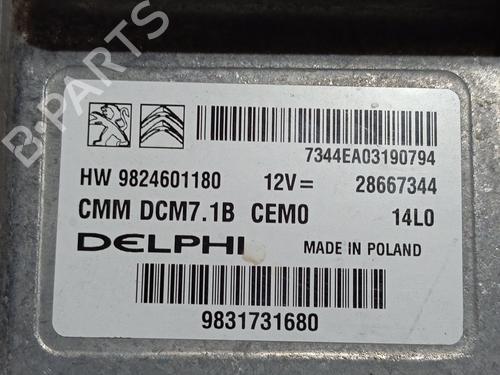 7344EA03190794
HW 9824601180 12V= 28667344
CMM DCM7.1B CEM0 14L0
DELPHI MADE IN POLAND
9831731680
B-PARTS